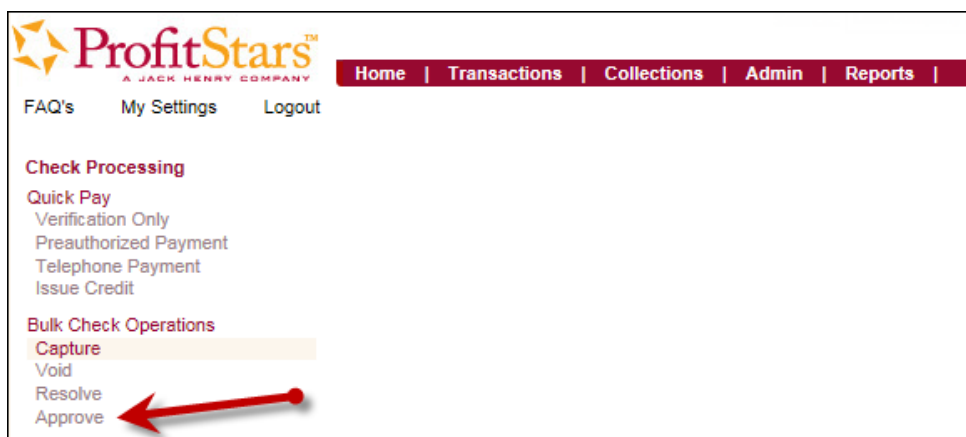 ProfitStars™
A JACK HENRY COMPANY
Home | Transactions | Collections | Admin | Reports |
FAQ's My Settings Logout
Check Processing
Quick Pay
Verification Only
Preauthorized Payment
Telephone Payment
Issue Credit
Bulk Check Operations
Capture
Void
Resolve
Approve